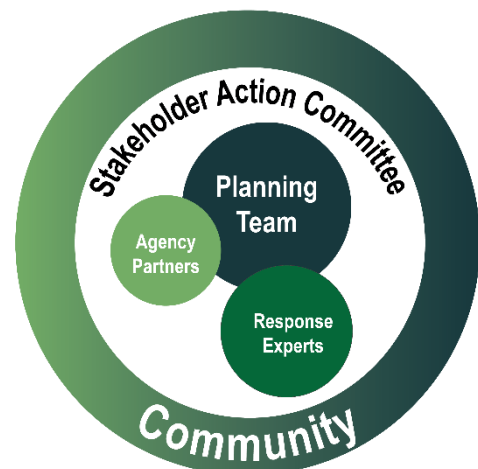 Stakeholder Action Committee
Planning
Team
Agency
Partners
Response
Experts
Community